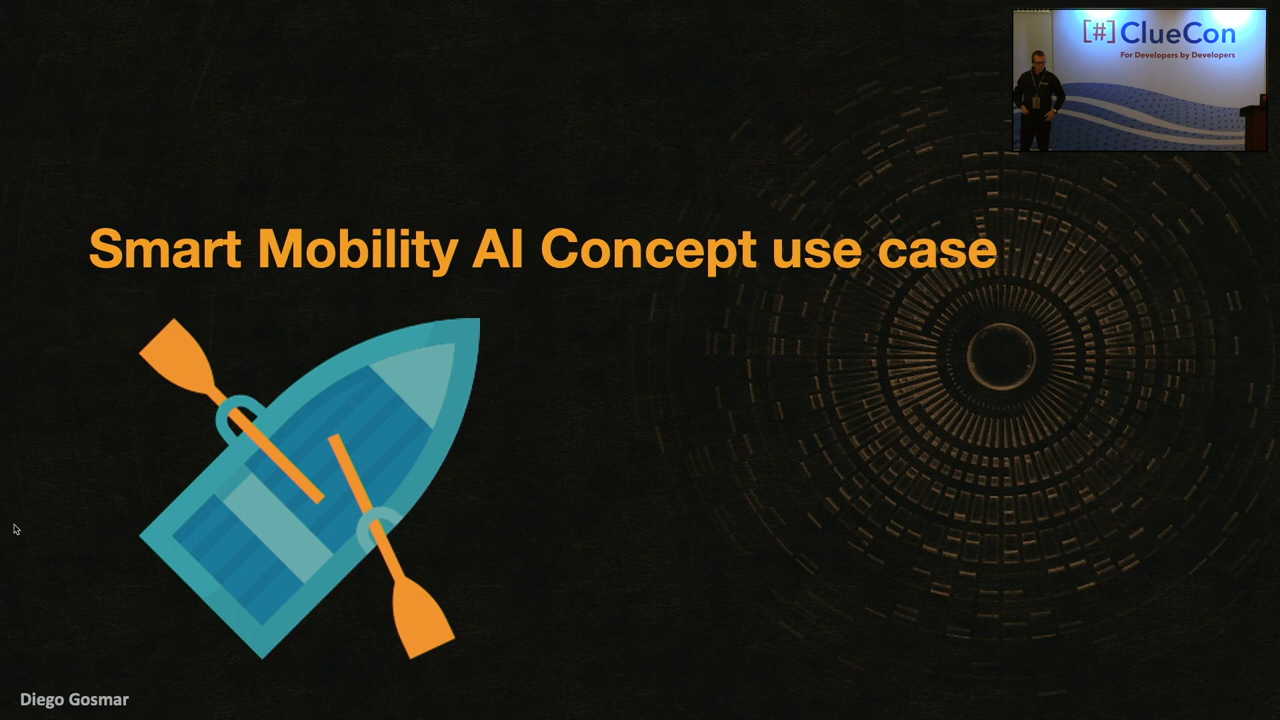 [#] ClueCon
For Developers by Developers
Smart Mobility AI Concept use case
Diego Gosmar